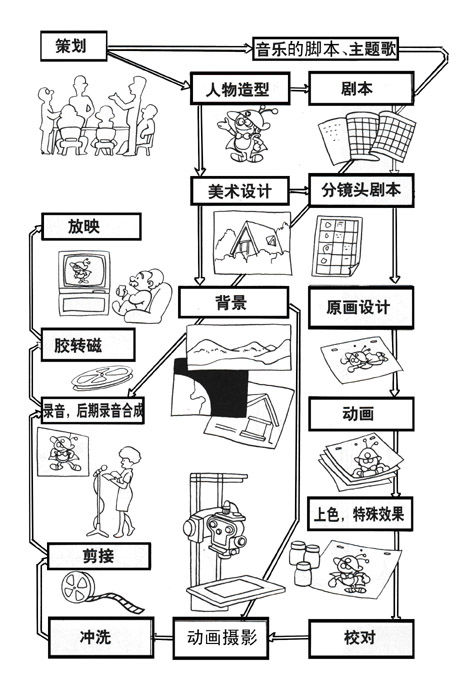 策划
音乐的脚本、主题歌
人物造型
剧本
美术设计
分镜头剧本
放映
背景
原画设计
胶转磁
录音，后期录音合成
动画
上色，特殊效果
剪接
冲洗
动画摄影
校对